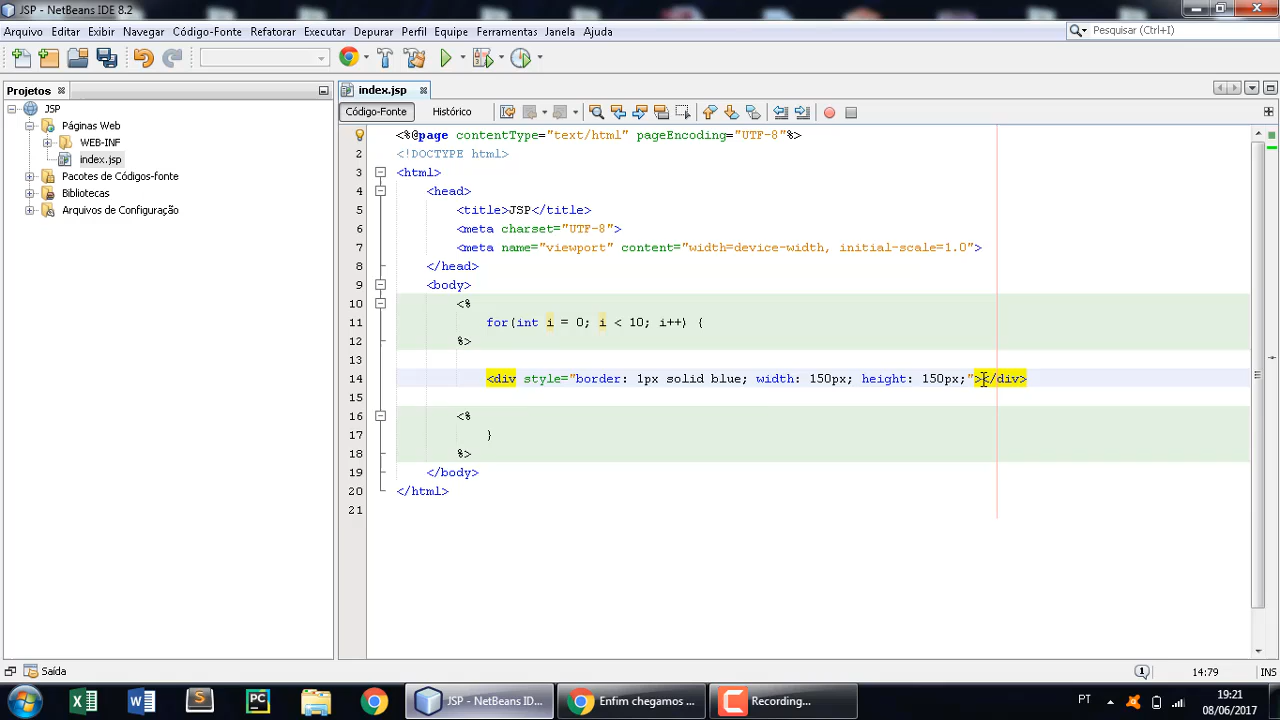 JSP - NetBeans IDE 8.2
Arquivo Editar Exibir Navegar Código-Fonte Refatorar Executar Depurar Perfil Equipe Ferramentas Janela Ajuda
Pesquisar (Ctrl+I)
Projetos
JSP
Páginas Web
WEB-INF
index.jsp
Pacotes de Códigos-fonte
Bibliotecas
Arquivos de Configuração
index.jsp
Código-Fonte Histórico
<%@page contentType="text/html" pageEncoding="UTF-8"%>
2 <!DOCTYPE html>
3 <html>
4 <head>
5 <title>JSP</title>
6 <meta charset="UTF-8">
7 <meta name="viewport" content="width=device-width, initial-scale=1.0">
8 </head>
9 <body>
10 <%
11 for(int i = 0; i < 10; i++) {
12 %>
13
14 <div style="border: 1px solid blue; width: 150px; height: 150px;"></div>
15
16 <%
17 }
18 %>
19 </body>
20 </html>
21
Saída
1
14:79
INS
JSP - NetBeans IDE 8.2
Enfim chegamos ...
Recording...
PT
19:21
08/06/2017